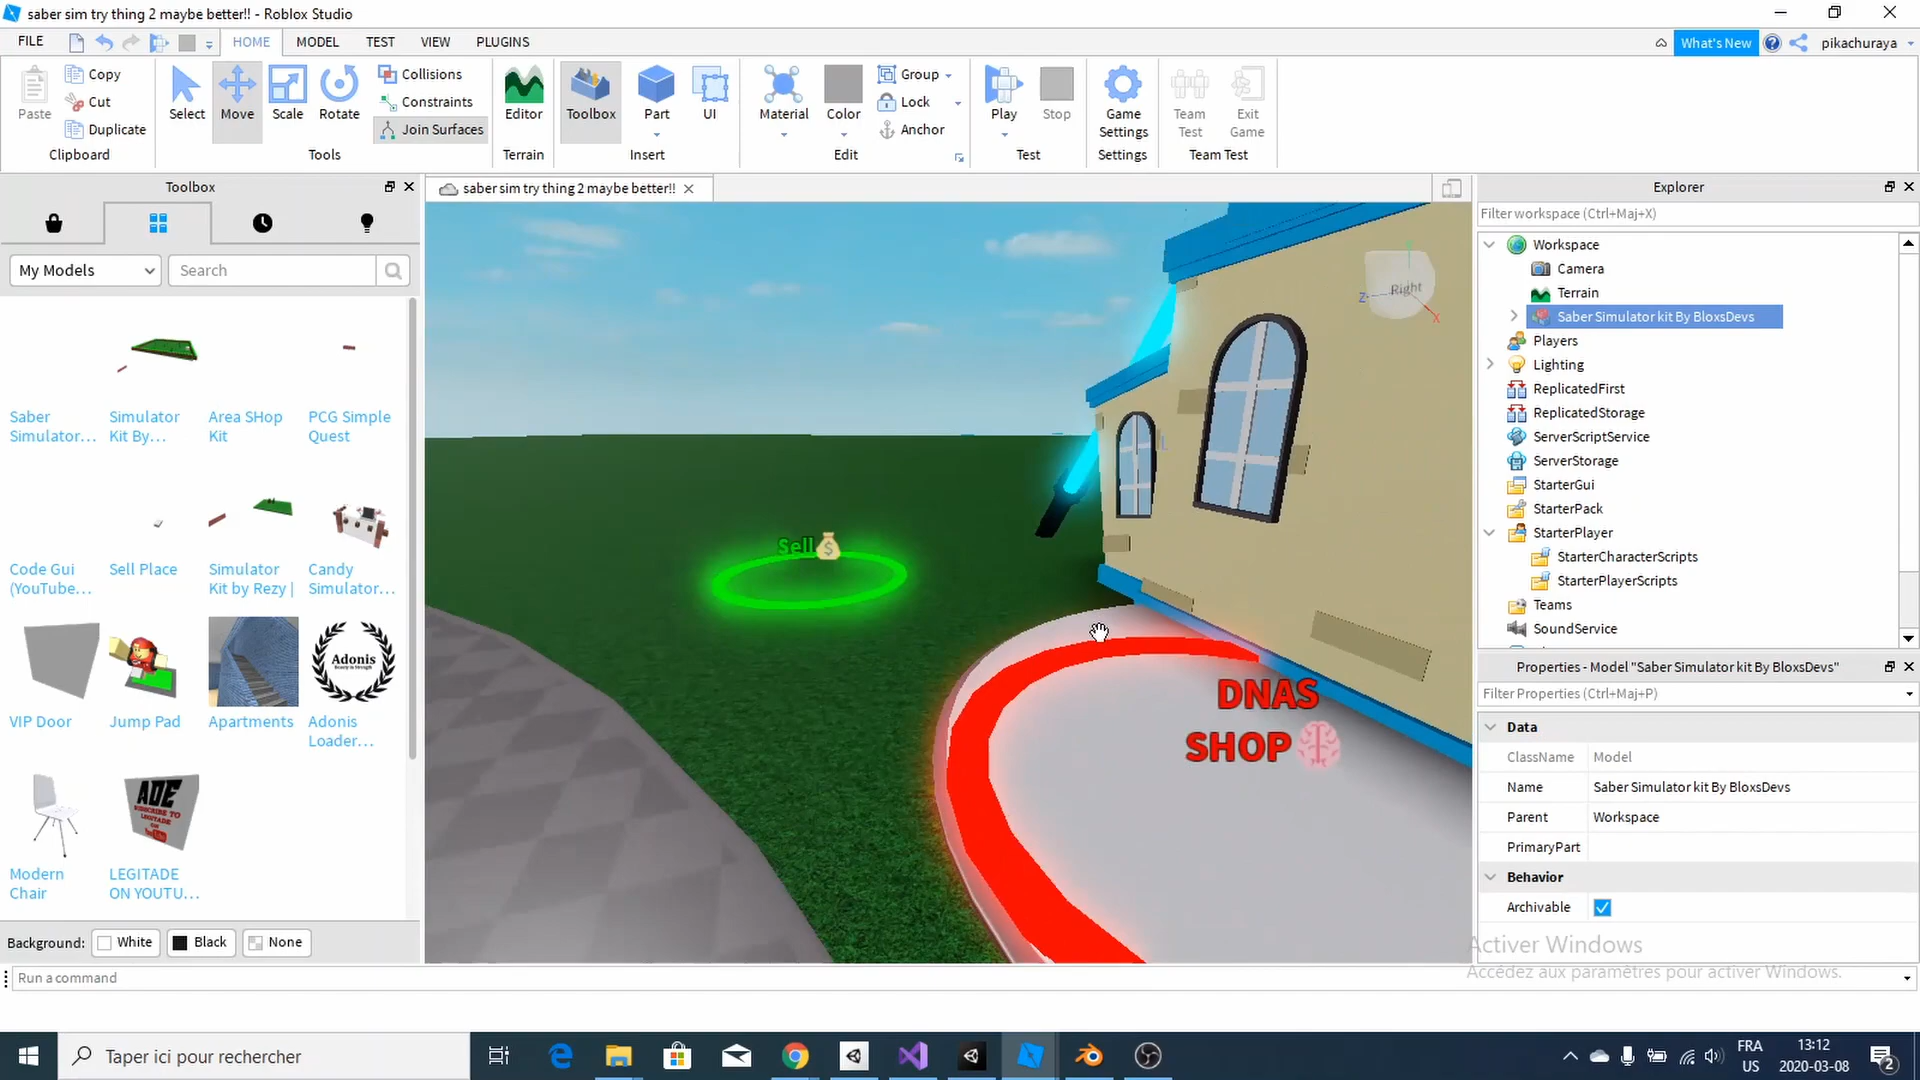 saber sim try thing 2 maybe better!! - Roblox Studio
FILE HOME MODEL TEST VIEW PLUGINS What's New pikachuraya
Paste
Copy
Cut
Duplicate
Clipboard
Select Move Scale Rotate
Collisions
Constraints
Join Surfaces
Tools
Editor
Terrain
Toolbox Part UI
Insert
Material Color
Group
Lock
Anchor
Edit
Play Stop
Test
Game Settings
Settings
Team Test
Exit Game
Team Test
Toolbox
My Models Search
Saber Simulator...
Simulator Kit By...
Area SHop Kit
PCG Simple Quest
Code Gui (YouTube...
Sell Place
Simulator Kit by Rezy |
Candy Simulator...
VIP Door
Jump Pad
Apartments
Adonis
Adonis Loader...
ADE
SUBSCRIBE TO
LEGITADE
Modern Chair
LEGITADE ON YOUTU...
Background: White Black None
saber sim try thing 2 maybe better!!
Right
Z
X
Sell
$
DNAS
SHOP
Explorer
Filter workspace (Ctrl+Maj+X)
Workspace
Camera
Terrain
Saber Simulator kit By BloxsDevs
Players
Lighting
ReplicatedFirst
ReplicatedStorage
ServerScriptService
ServerStorage
StarterGui
StarterPack
StarterPlayer
StarterCharacterScripts
StarterPlayerScripts
Teams
SoundService
Properties - Model "Saber Simulator kit By BloxsDevs"
Filter Properties (Ctrl+Maj+P)
Data
ClassName Model
Name Saber Simulator kit By BloxsDevs
Parent Workspace
PrimaryPart
Behavior
Archivable
Activer Windows
Accédez aux paramètres pour activer Windows.
Run a command
Taper ici pour rechercher
FRA
US
13:12
2020-03-08
2